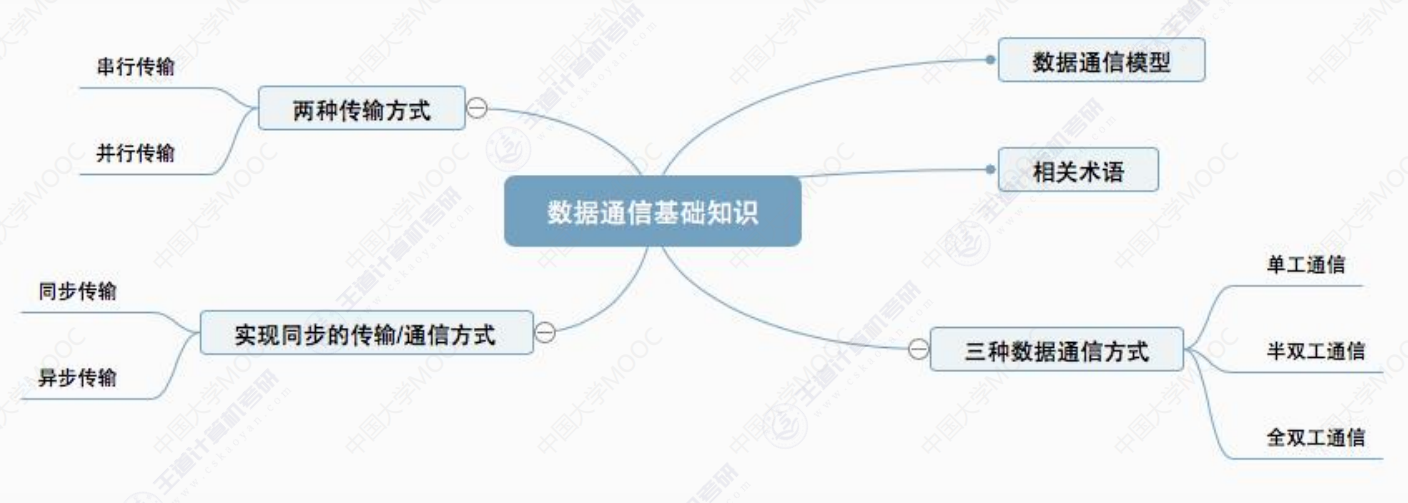 数据通信基础知识
数据通信模型
相关术语
三种数据通信方式
单工通信
半双工通信
全双工通信
两种传输方式
串行传输
并行传输
实现同步的传输/通信方式
同步传输
异步传输
中国大学MOOC
王道计算机考研
www.cskaoyan.com